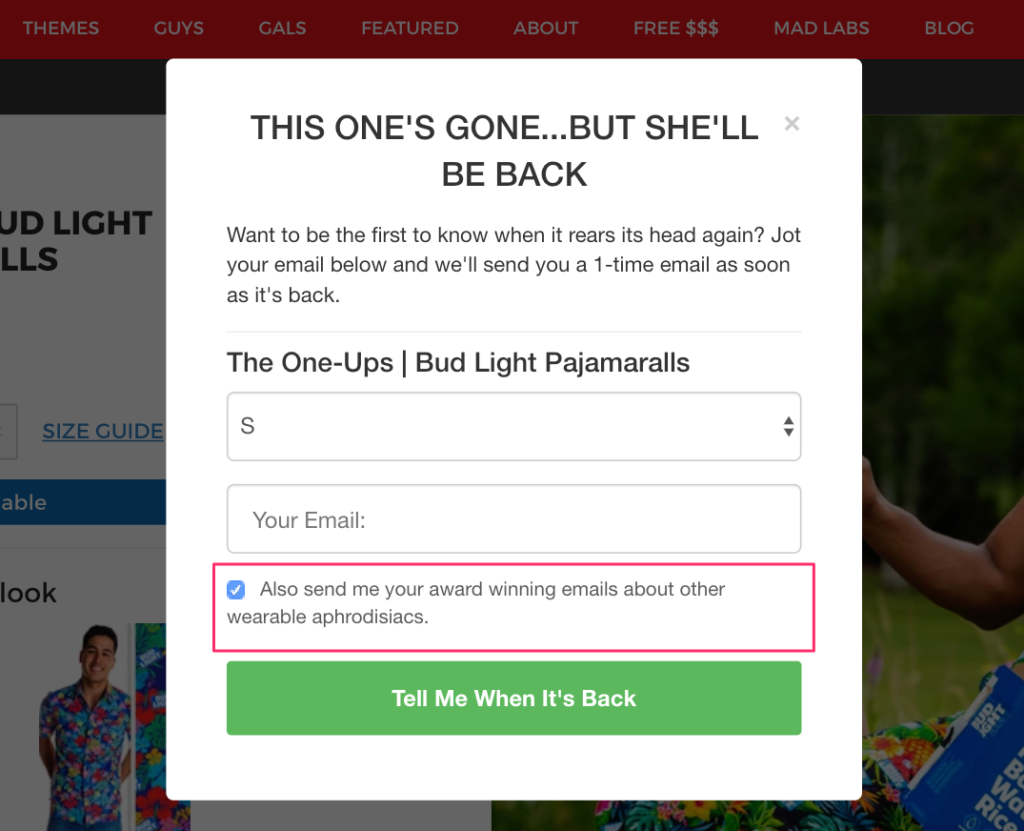 THEMES GUYS GALS FEATURED ABOUT FREE $$$ MAD LABS BLOG
THIS ONE'S GONE...BUT SHE'LL ×
BE BACK
UD LIGHT
LLS
Want to be the first to know when it rears its head again? Jot
your email below and we'll send you a 1-time email as soon
as it's back.
The One-Ups | Bud Light Pajamaralls
S
SIZE GUIDE
able
Your Email:
look
Also send me your award winning emails about other
wearable aphrodisiacs.
Tell Me When It's Back
BUD
LIGHT